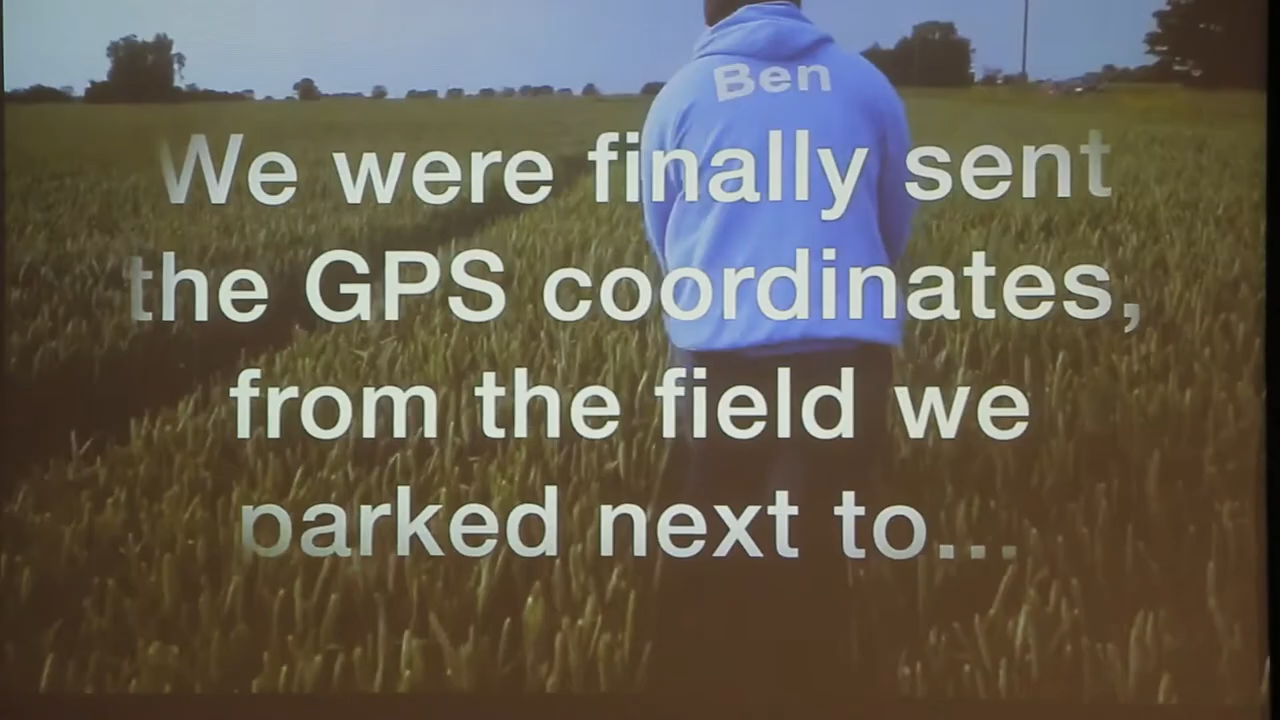 Ben
We were finally sent
the GPS coordinates,
from the field we
parked next to...